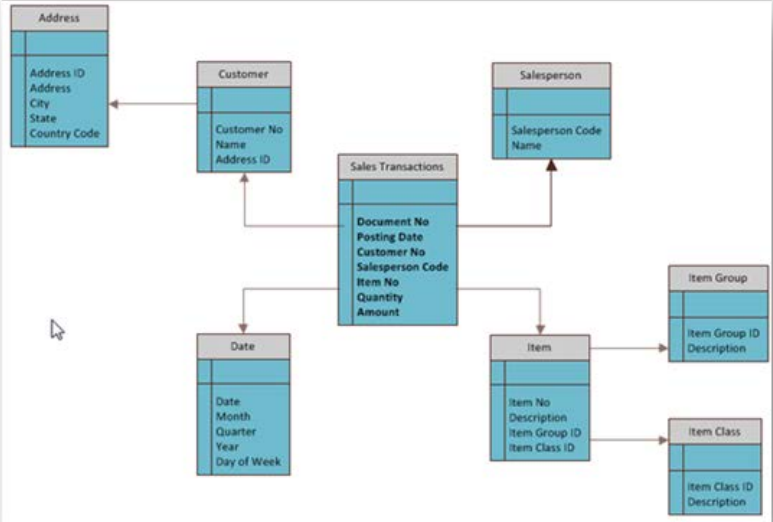 Address
Address ID
Address
City
State
Country Code
Customer
Customer No
Name
Address ID
Salesperson
Salesperson Code
Name
Sales Transactions
Document No
Posting Date
Customer No
Salesperson Code
Item No
Quantity
Amount
Date
Date
Month
Quarter
Year
Day of Week
Item
Item No
Description
Item Group ID
Item Class ID
Item Group
Item Group ID
Description
Item Class
Item Class ID
Description